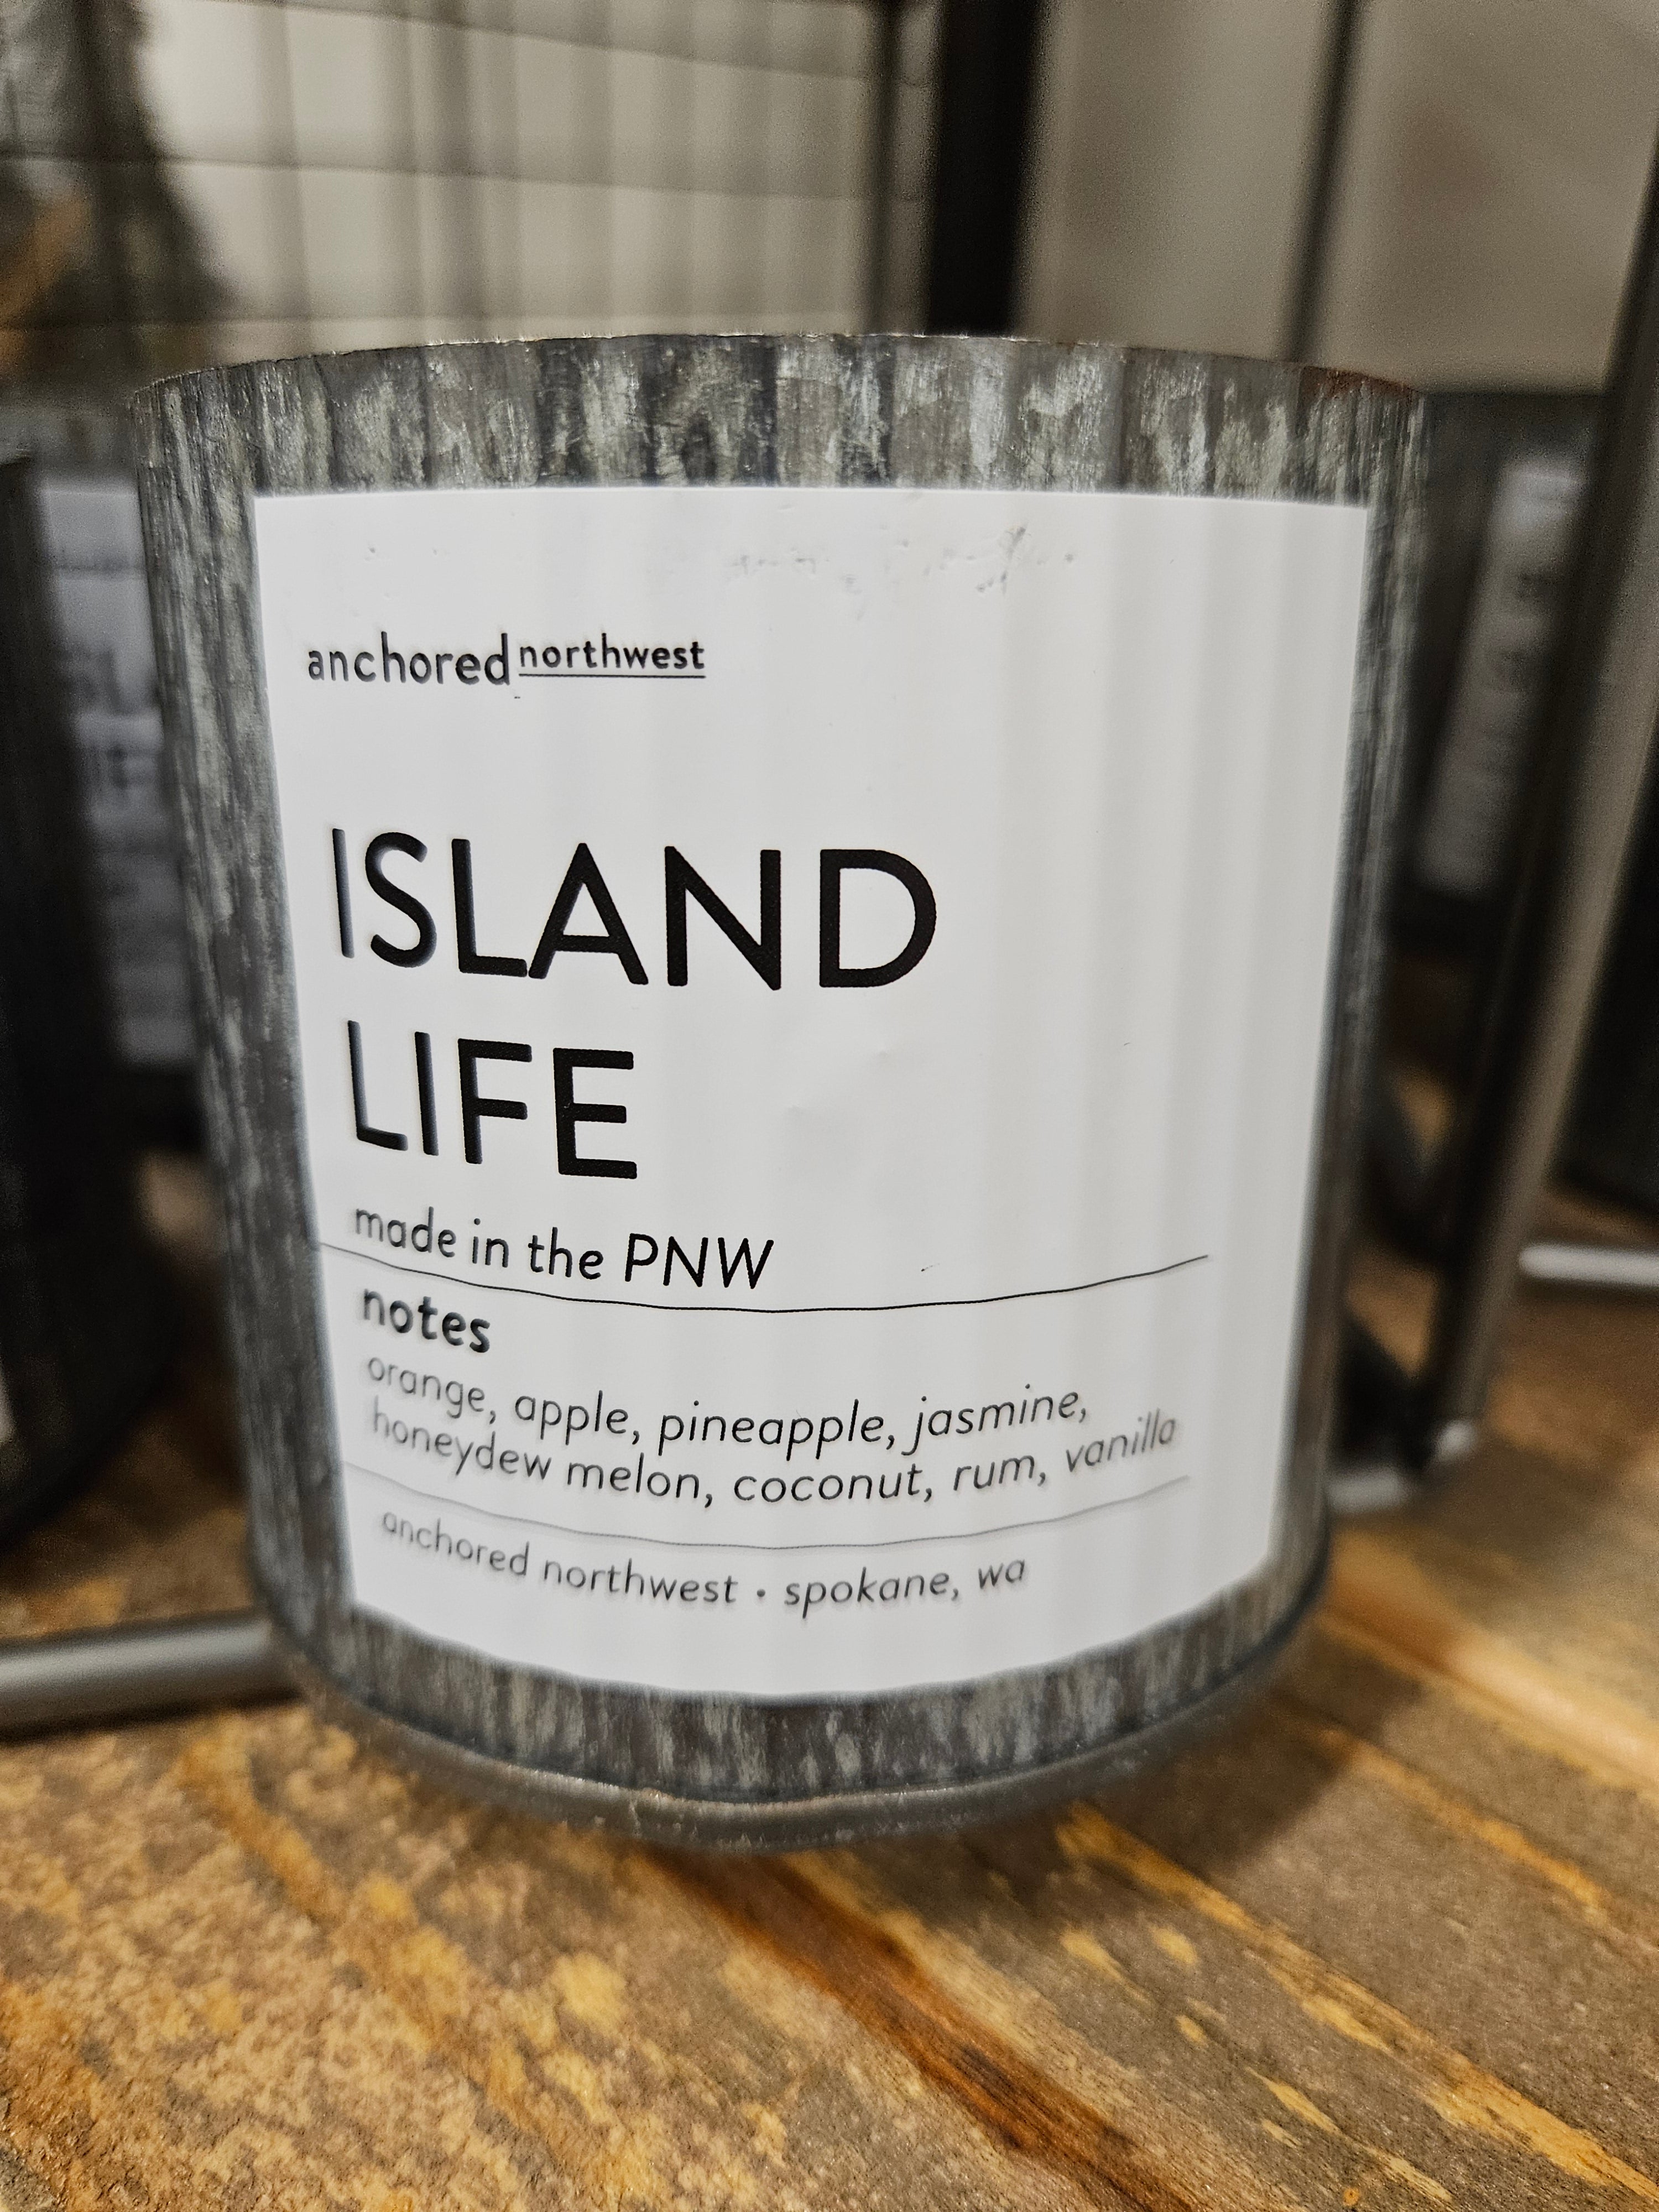 anchored northwest
ISLAND
LIFE
made in the PNW
notes
orange, apple, pineapple, jasmine,
honeydew melon, coconut, rum, vanilla
anchored northwest • spokane, wa